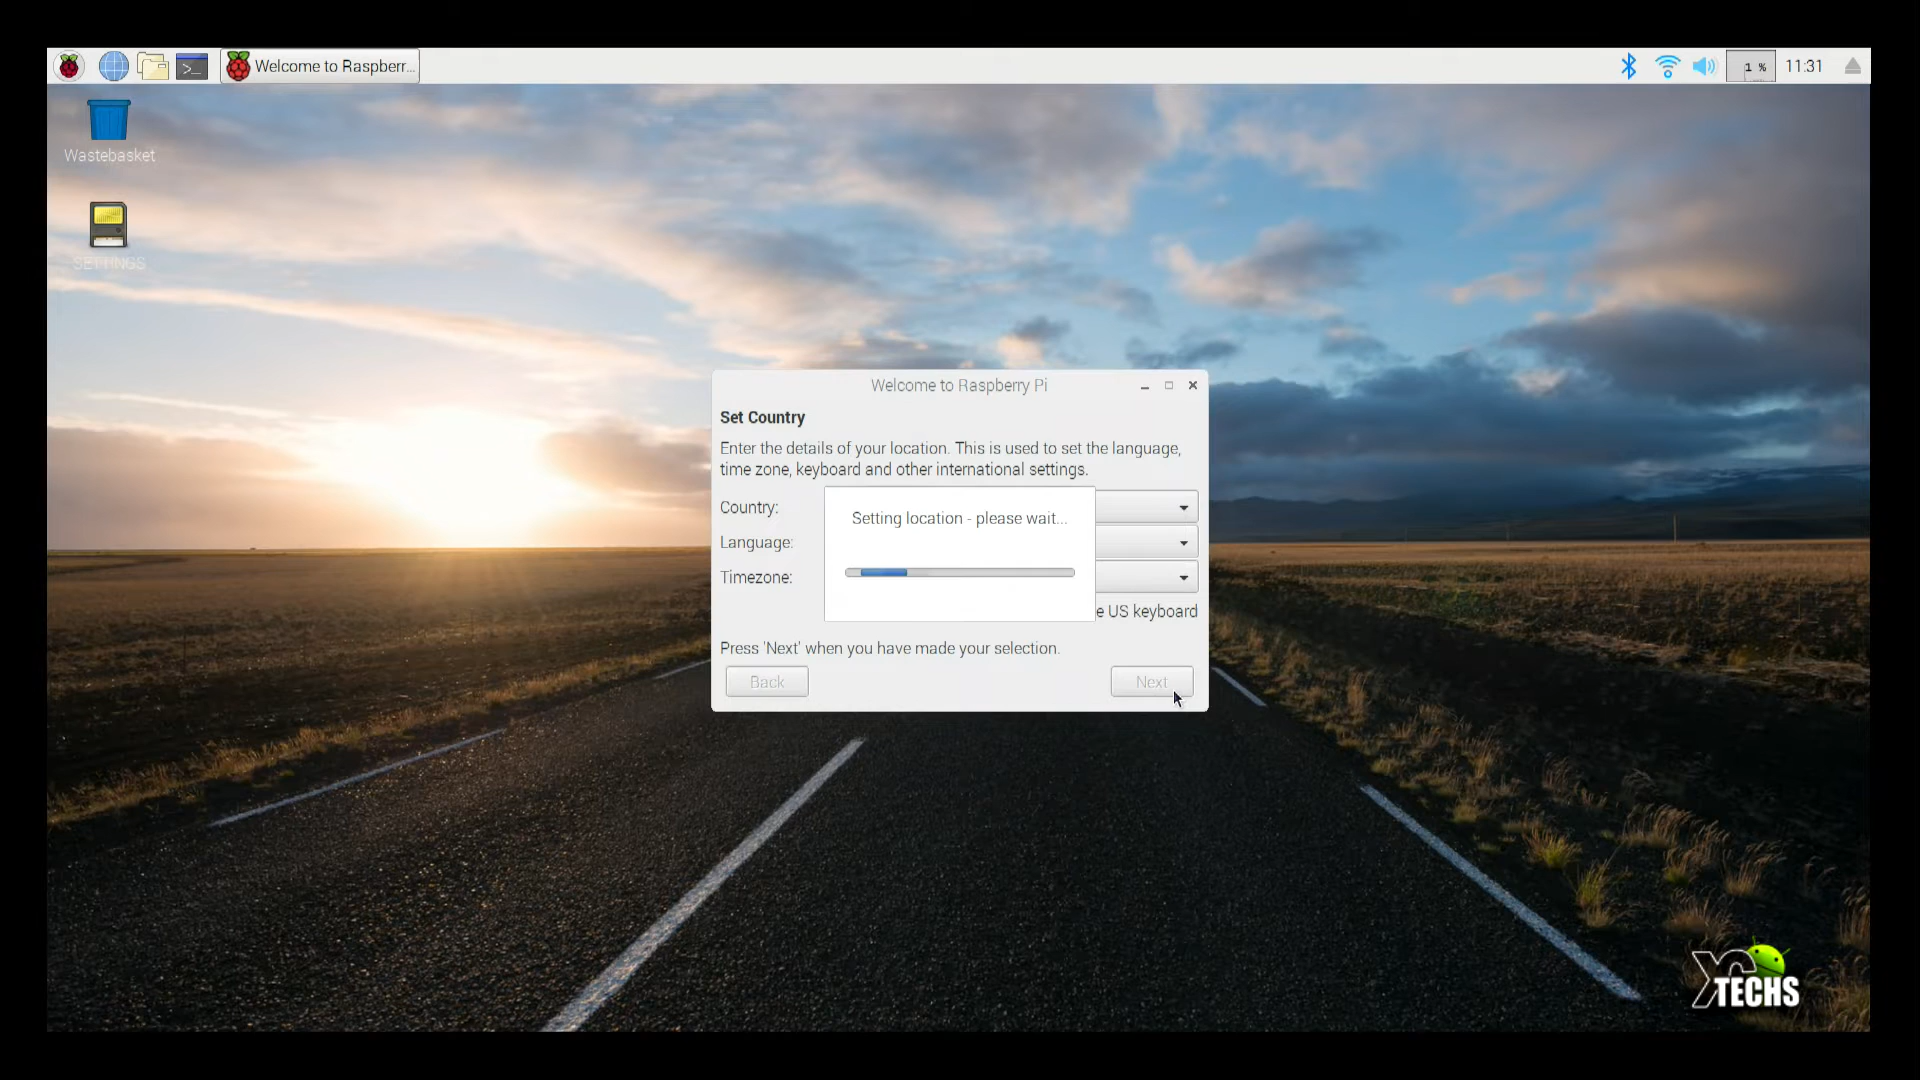 Welcome to Raspberr...
1 %
11:31
Wastebasket
SETTINGS
Welcome to Raspberry Pi
Set Country
Enter the details of your location. This is used to set the language,
time zone, keyboard and other international settings.
Country:
Setting location - please wait...
Language:
Timezone:
e US keyboard
Press 'Next' when you have made your selection.
Back
Next
TECHS